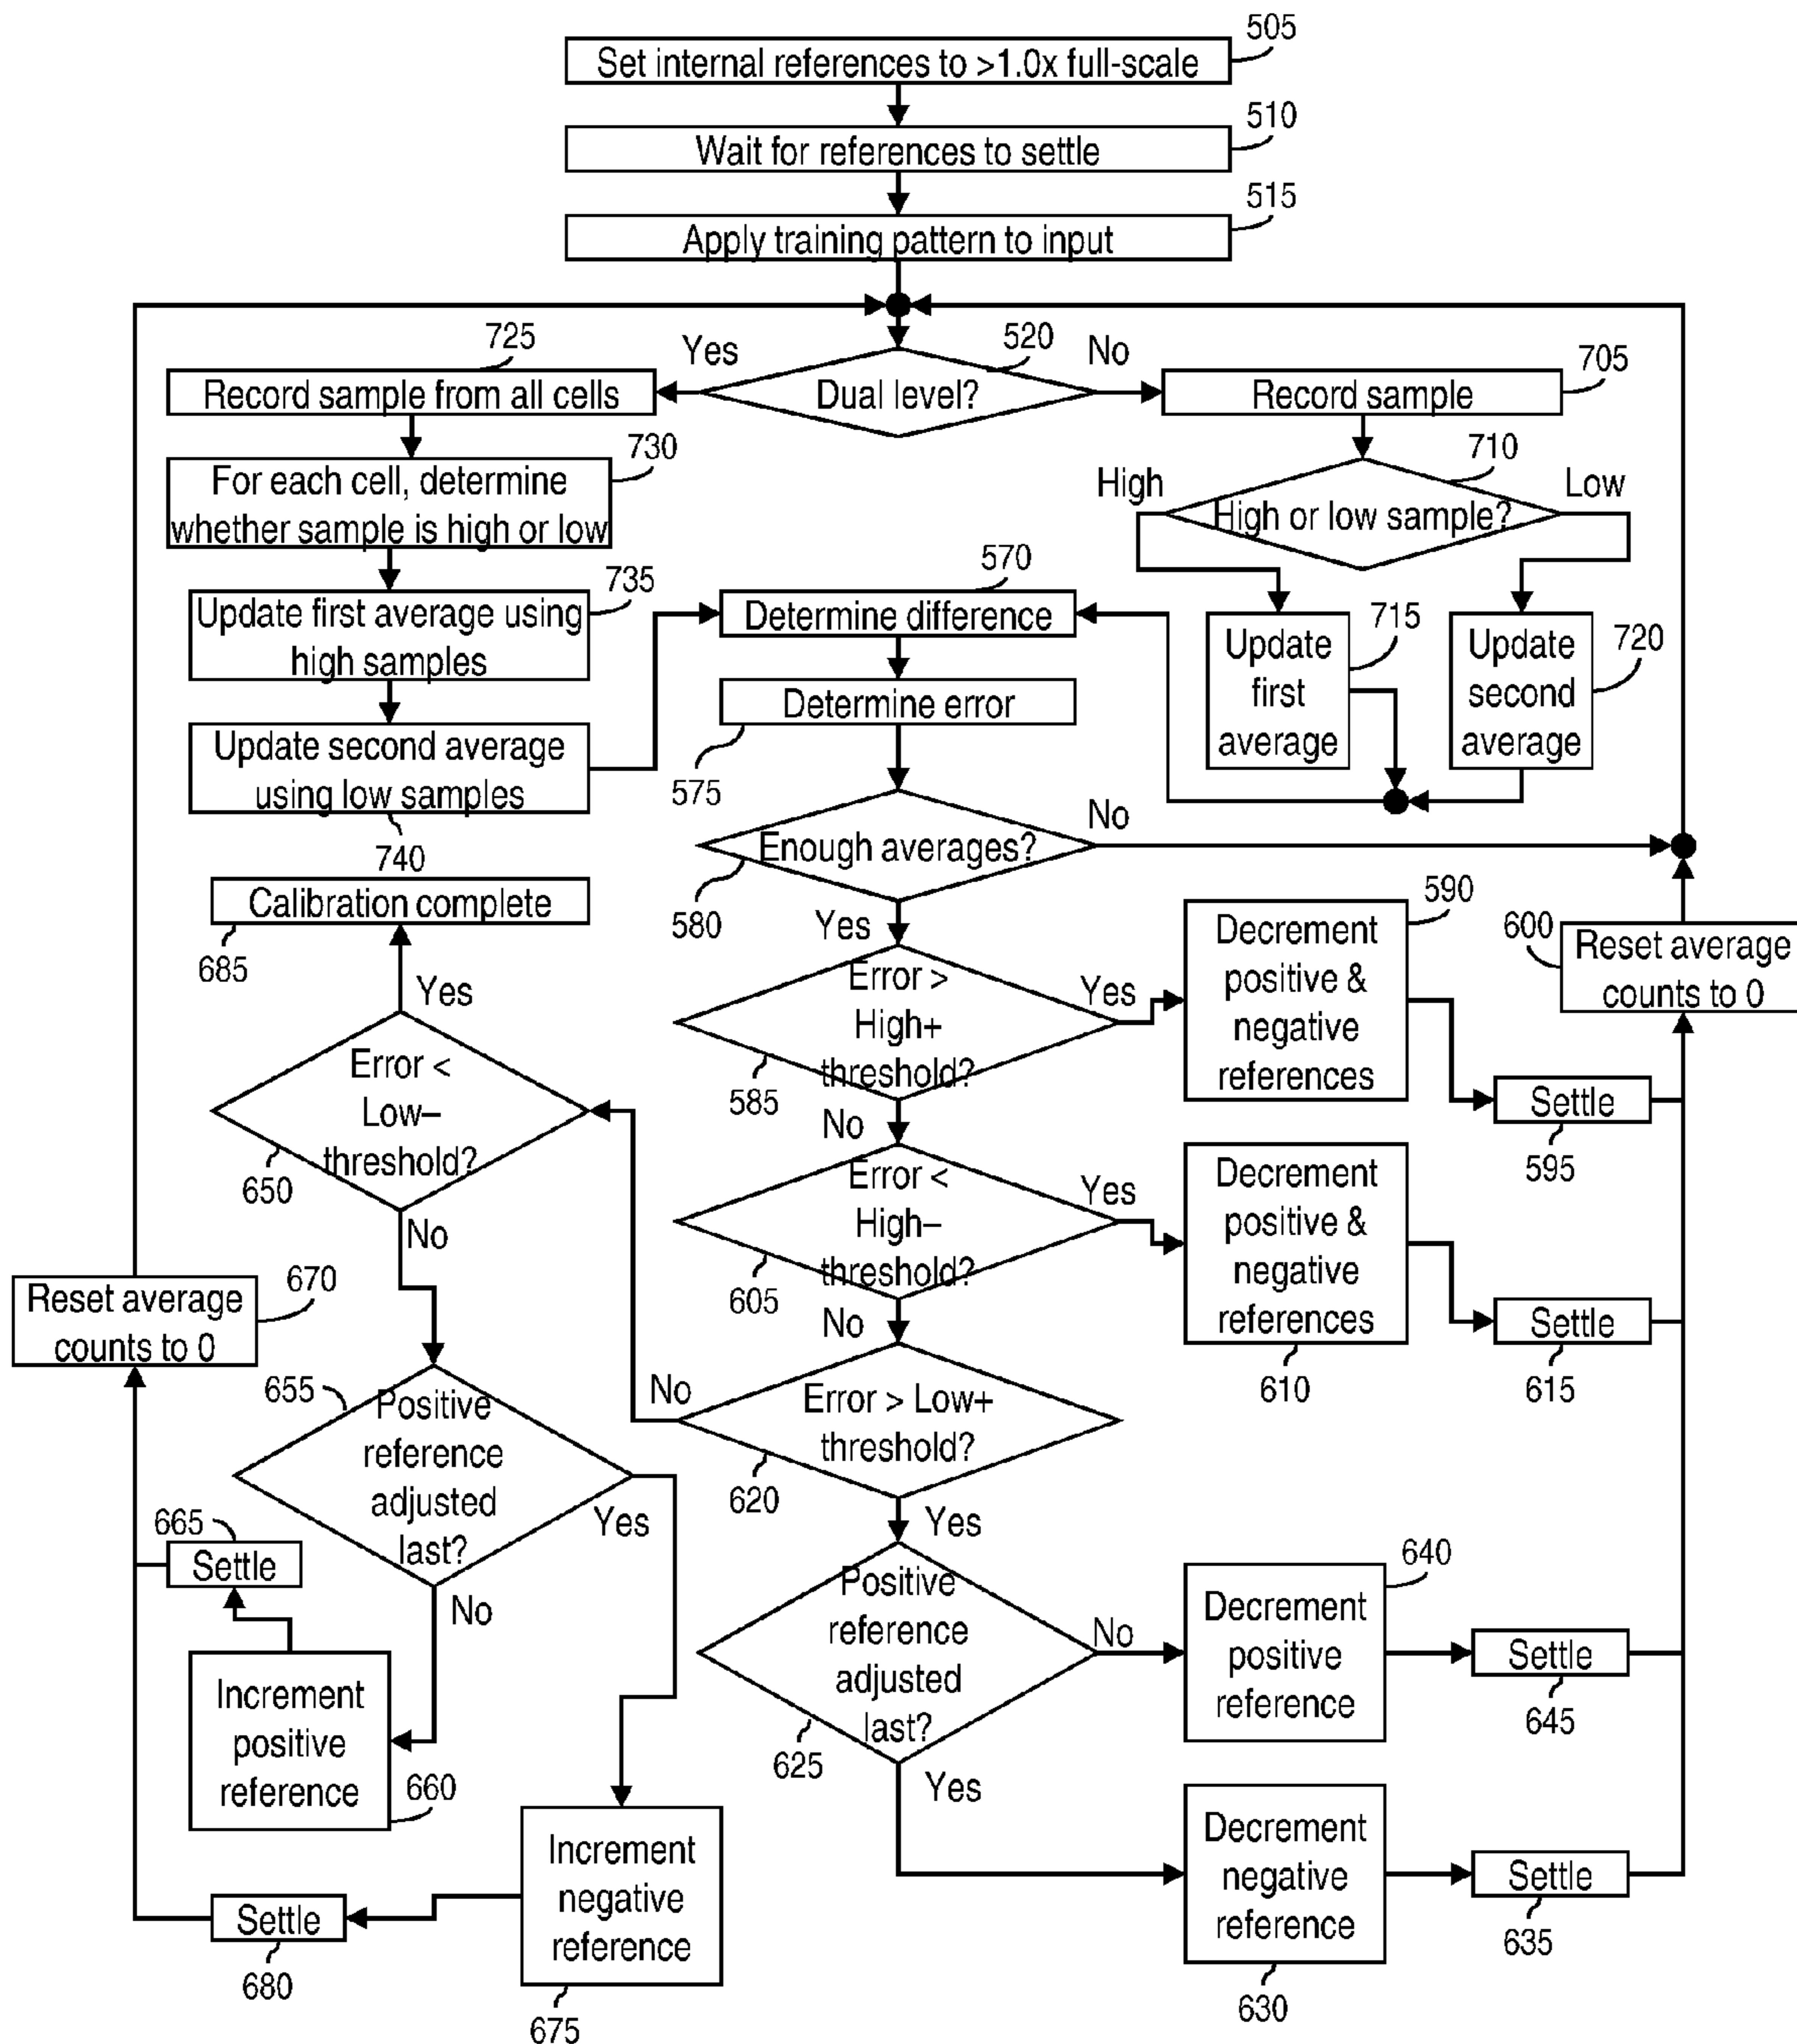 505
Set internal references to >1.0x full-scale
510
Wait for references to settle
515
Apply training pattern to input
725
Yes
520
No
705
Record sample from all cells
Dual level?
Record sample
730
For each cell, determine
whether sample is high or low
710
High
Low
High or low sample?
735
Update first average using
high samples
570
Determine difference
715
Update
first
average
720
Update
second
average
Determine error
575
Update second average
using low samples
740
Enough averages?
No
580
Yes
Calibration complete
685
Yes
590
Decrement
positive &
negative
references
600
Reset average
counts to 0
Error >
High+
threshold?
Yes
585
No
Settle
595
Error <
Low–
threshold?
650
No
Error <
High–
threshold?
Yes
605
No
Decrement
positive &
negative
references
610
Settle
615
670
Reset average
counts to 0
655
Positive
reference
adjusted
last?
Yes
No
No
Error > Low+
threshold?
620
Yes
665
Settle
Increment
positive
reference
660
Positive
reference
adjusted
last?
No
625
Yes
640
Decrement
positive
reference
Settle
645
Increment
negative
reference
675
Settle
680
Decrement
negative
reference
630
Settle
635